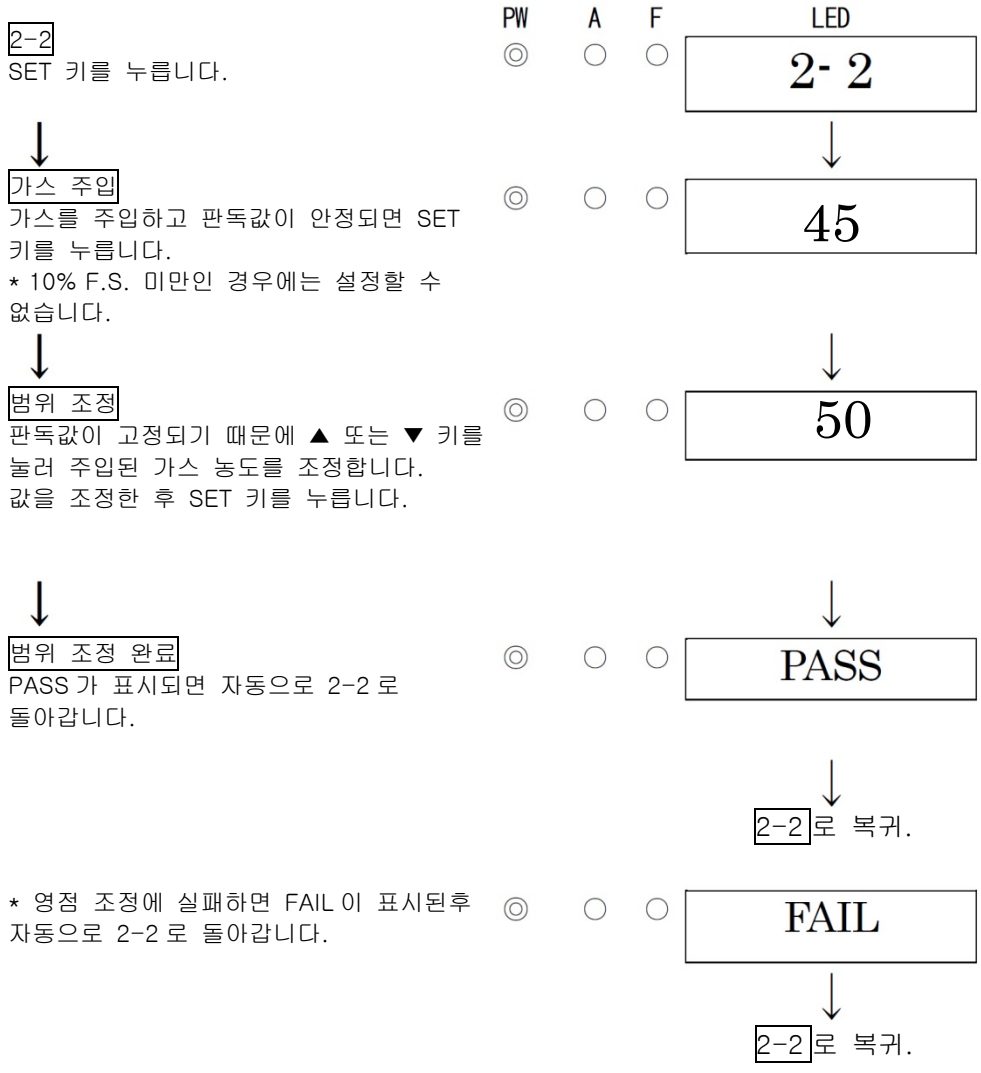 PW A F LED
2-2
SET 키를 누릅니다.
2- 2
가스 주입
가스를 주입하고 판독값이 안정되면 SET
키를 누릅니다.
* 10% F.S. 미만인 경우에는 설정할 수
없습니다.
45
범위 조정
판독값이 고정되기 때문에 ▲ 또는 ▼ 키를
눌러 주입된 가스 농도를 조정합니다.
값을 조정한 후 SET 키를 누릅니다.
50
범위 조정 완료
PASS 가 표시되면 자동으로 2-2 로
돌아갑니다.
PASS
2-2 로 복귀.
* 영점 조정에 실패하면 FAIL 이 표시된후
자동으로 2-2 로 돌아갑니다.
FAIL
2-2 로 복귀.